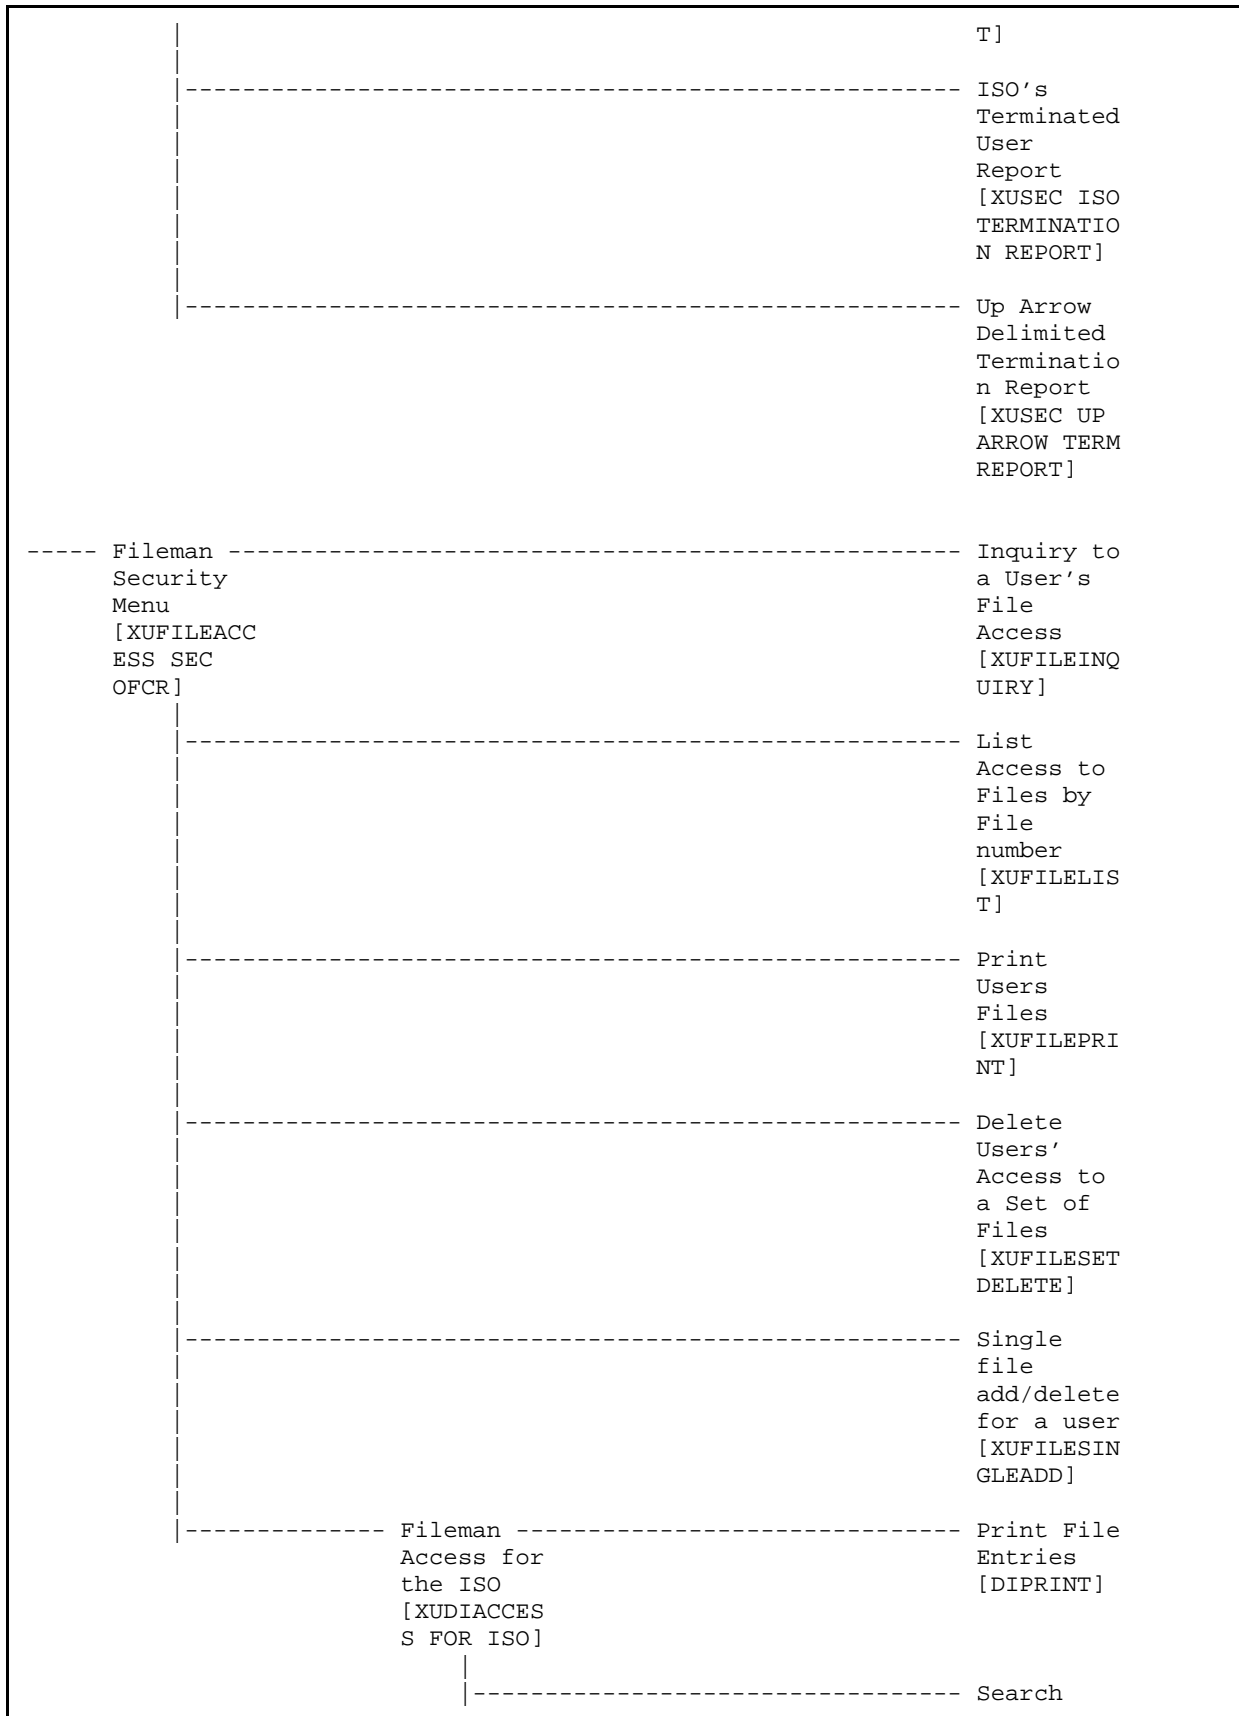 T]
ISO's
Terminated
User
Report
[XUSEC ISO
TERMINATIO
N REPORT]
Up Arrow
Delimited
Terminatio
n Report
[XUSEC UP
ARROW TERM
REPORT]
----- Fileman --------------------------------------------------- Inquiry to
Security a User's
Menu File
[XUFILEACC Access
ESS SEC [XUFILEINQ
OFCR] UIRY]
List
Access to
Files by
File
number
[XUFILELIS
T]
Print
Users
Files
[XUFILEPRI
NT]
Delete
Users'
Access to
a Set of
Files
[XUFILESET
DELETE]
Single
file
add/delete
for a user
[XUFILESIN
GLEADD]
|-------------- Fileman ------------------------------- Print File
Access for Entries
the ISO [DIPRINT]
[XUDIACCES
S FOR ISO]
Search